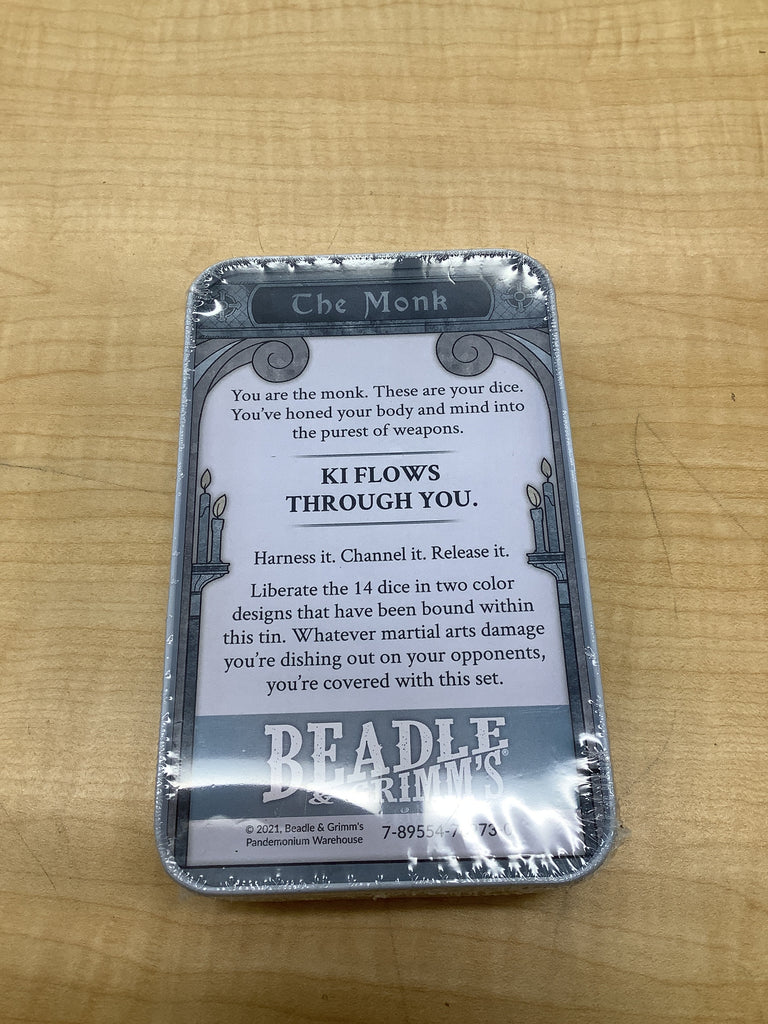 The Monk
You are the monk. These are your dice.
You've honed your body and mind into
the purest of weapons.
KI FLOWS
THROUGH YOU.
Harness it. Channel it. Release it.
Liberate the 14 dice in two color
designs that have been bound within
this tin. Whatever martial arts damage
you're dishing out on your opponents,
you're covered with this set.
BEADLE
& GRIMM'S®
© 2021, Beadle & Grimm's
Pandemonium Warehouse